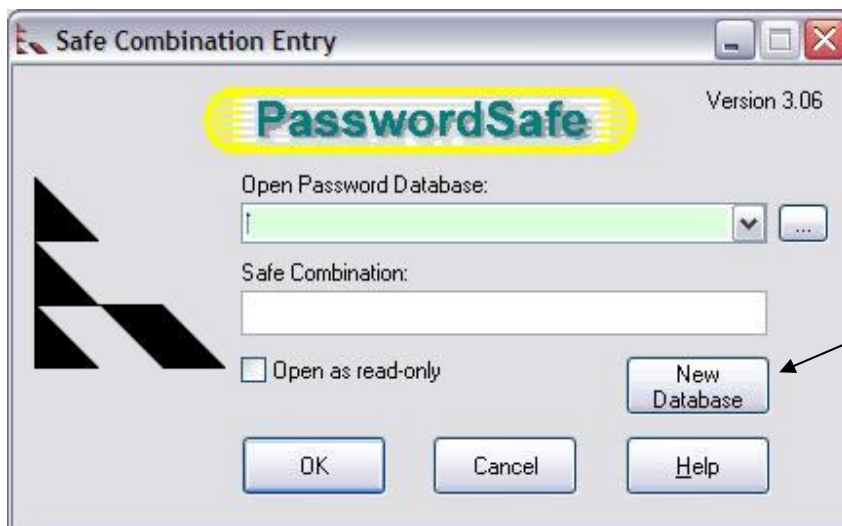 Safe Combination Entry
PasswordSafe
Version 3.06
Open Password Database:
...
Safe Combination:
Open as read-only
New
Database
OK
Cancel
Help